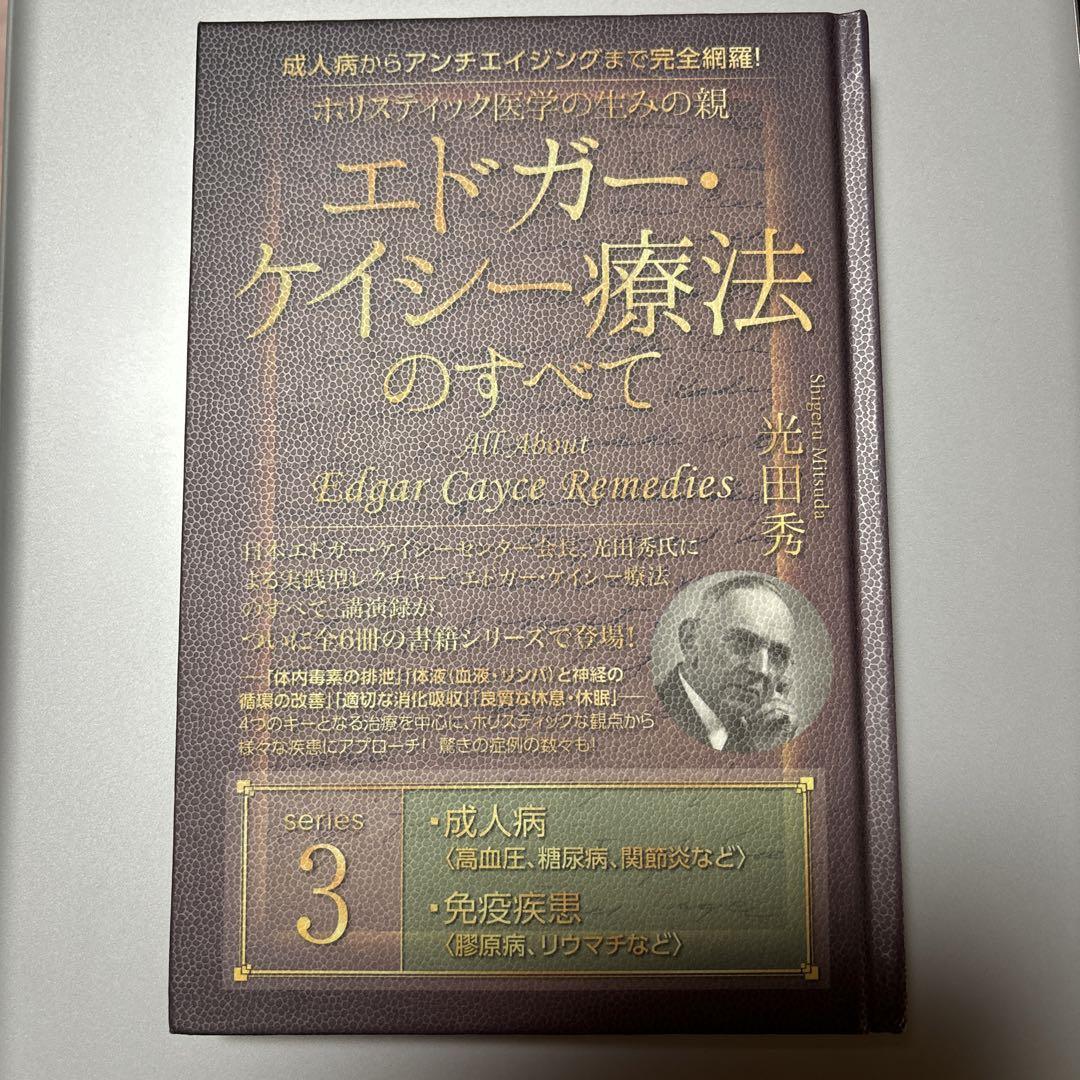 成人病からアンチエイジングまで完全網羅!
ホリスティック医学の生みの親
エドガー・
ケイシー療法
のすべて
All About
Edgar Cayce Remedies
Shigeru Mitsuda
光田秀
日本エドガー・ケイシーセンター会長、光田秀氏に
よる実践型レクチャー「エドガー・ケイシー療法
のすべて」講演録が、
ついに全6冊の書籍シリーズで登場!
―「体内毒素の排泄」「体液(血液・リンパ)と神経の
循環の改善」「適切な消化吸収」「良質な休息・休眠」―
4つのキーとなる治療を中心に、ホリスティックな観点から
様々な疾患にアプローチ! 驚きの症例の数々も!
series
3
・成人病
〈高血圧、糖尿病、関節炎など〉
・免疫疾患
〈膠原病、リウマチなど〉